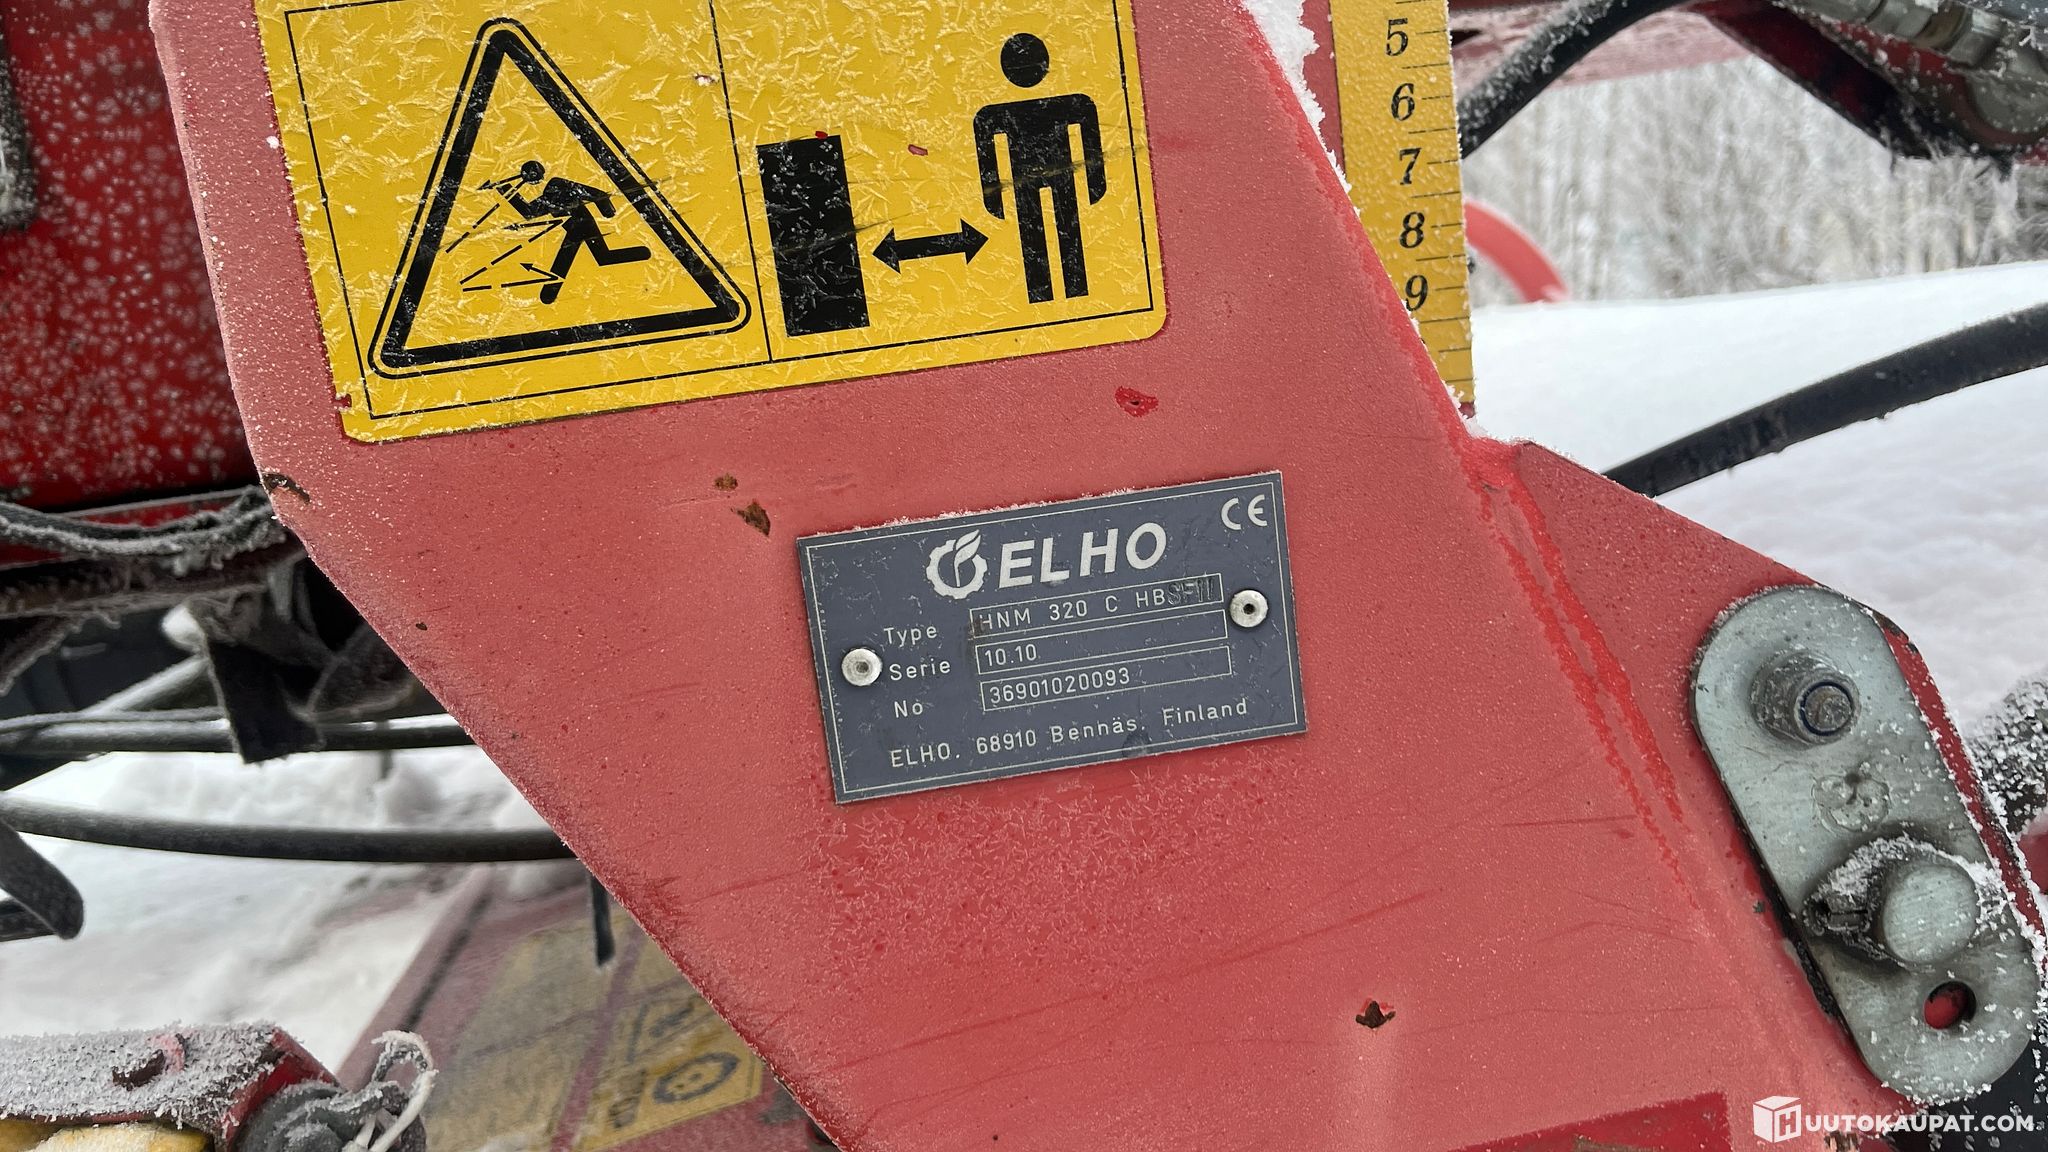 5
6
7
8
9
ELHO CE
Type HNM 320 C HB
Serie 10.10
No 36901020093
ELHO. 68910 Bennäs. Finland
HUUTOKAUPAT.COM